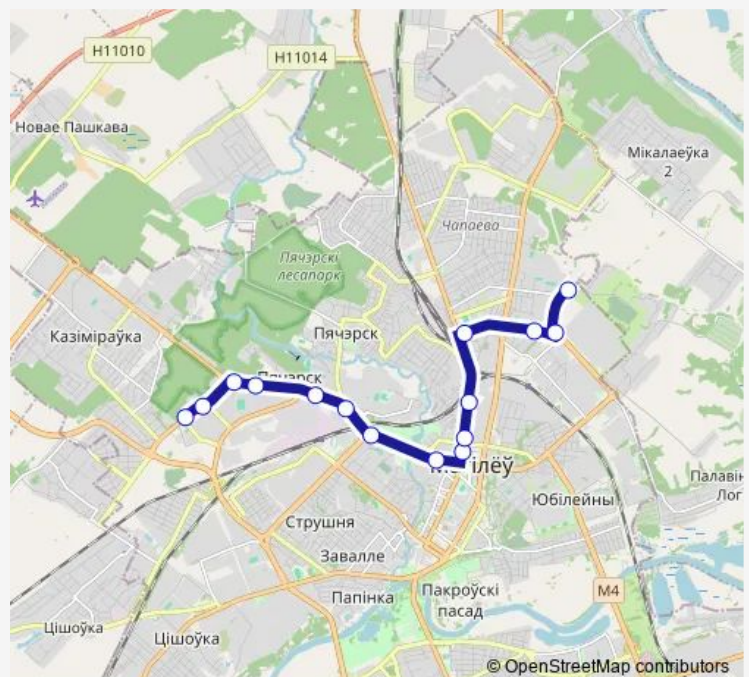 H11010
H11014
Новае Пашкава
Мікалаеўка
2
Чапаева
Пячэрскі
лесапарк
Казіміраўка
Пячэрск
Пячэрск
Магілёў
Палавін
Лог
Юбілейны
Струшня
Завалле
Папінка
Пакроўскі
пасад
M4
Цішоўка
Цішоўка
© OpenStreetMap contributors